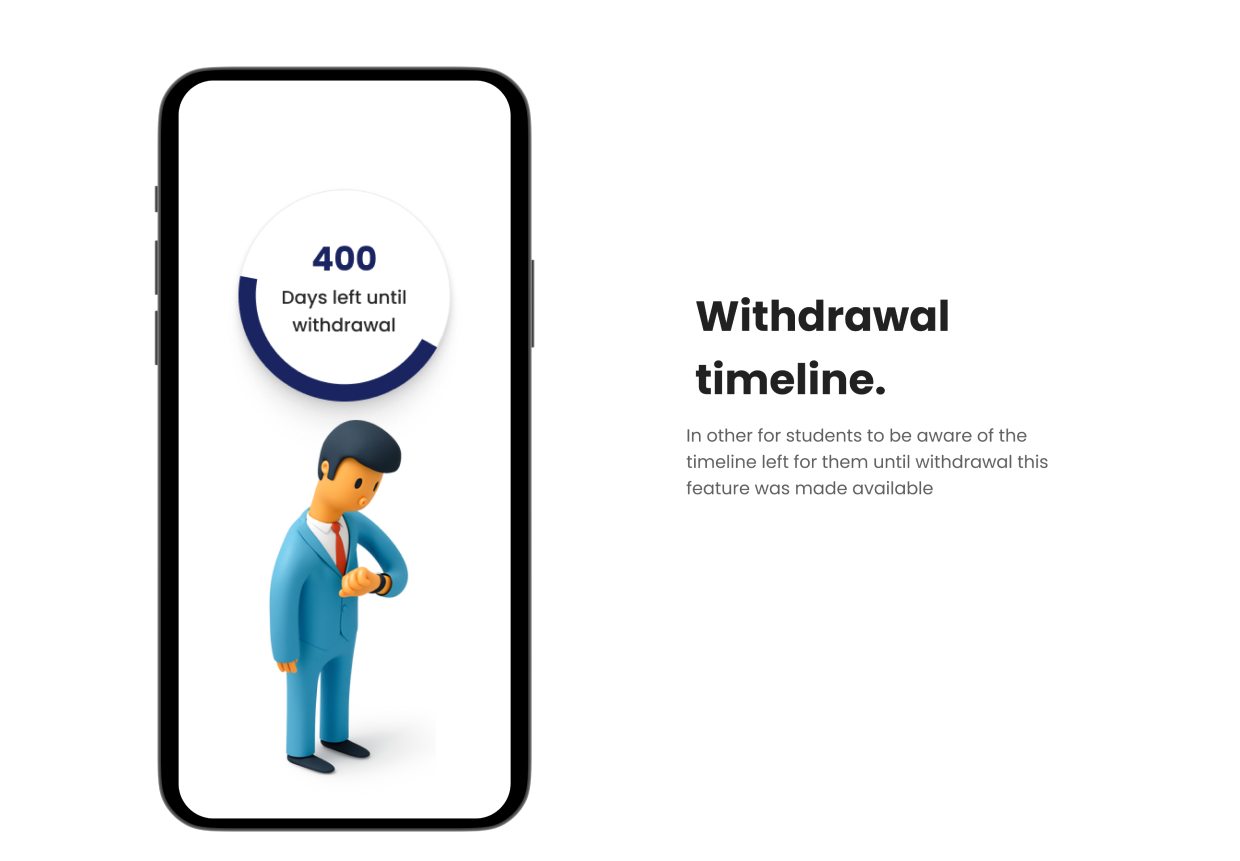 400
Days left until
withdrawal
Withdrawal
timeline.
In other for students to be aware of the
timeline left for them until withdrawal this
feature was made available